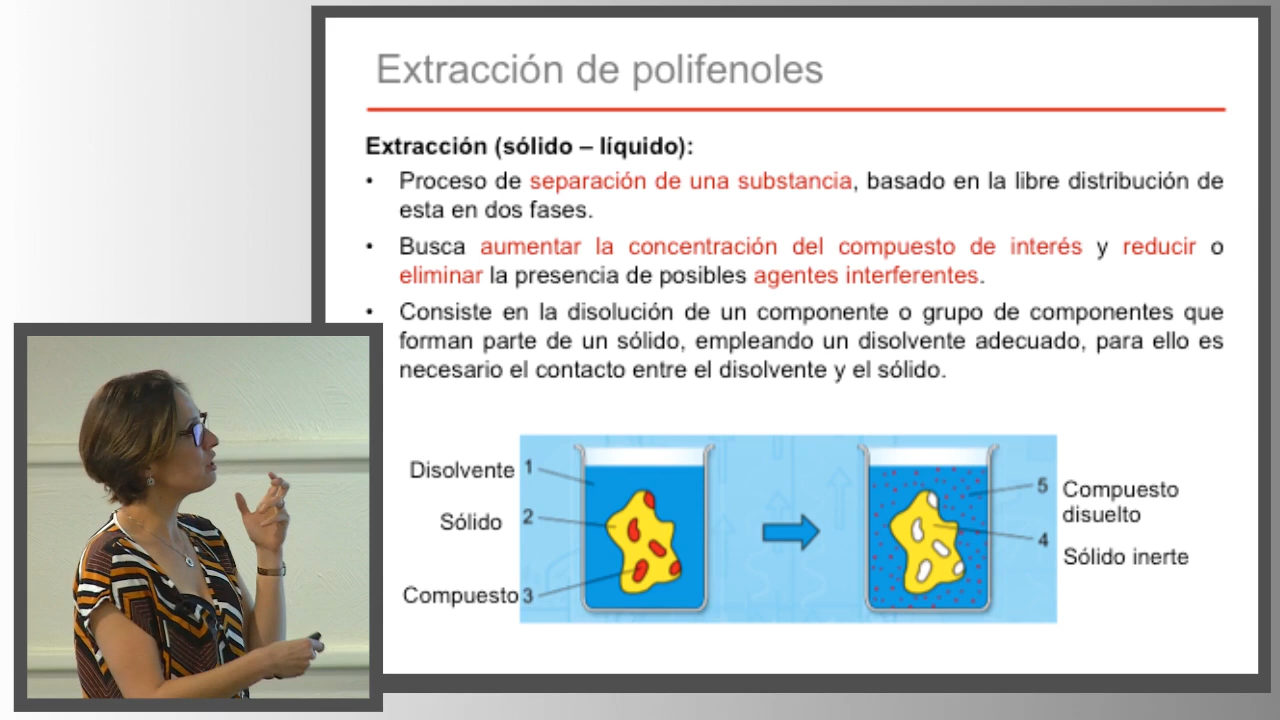 Extracción de polifenoles
Extracción (sólido – líquido):
• Proceso de separación de una substancia, basado en la libre distribución de
esta en dos fases.
• Busca aumentar la concentración del compuesto de interés y reducir o
eliminar la presencia de posibles agentes interferentes.
• Consiste en la disolución de un componente o grupo de componentes que
forman parte de un sólido, empleando un disolvente adecuado, para ello es
necesario el contacto entre el disolvente y el sólido.
Disolvente 1
Sólido 2
Compuesto 3
5 Compuesto
disuelto
4
Sólido inerte